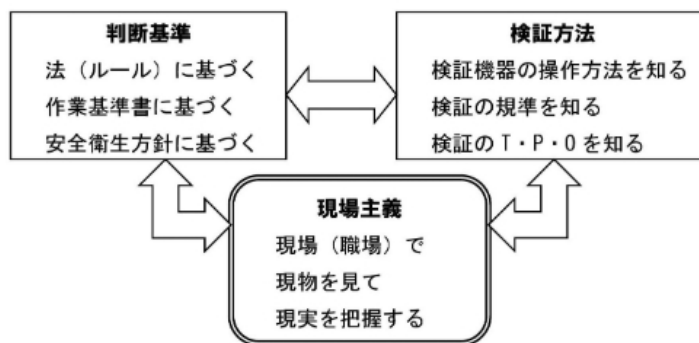 判断基準
法（ルール）に基づく
作業基準書に基づく
安全衛生方針に基づく
検証方法
検証機器の操作方法を知る
検証の規準を知る
検証のT・P・Oを知る
現場主義
現場（職場）で
現物を見て
現実を把握する